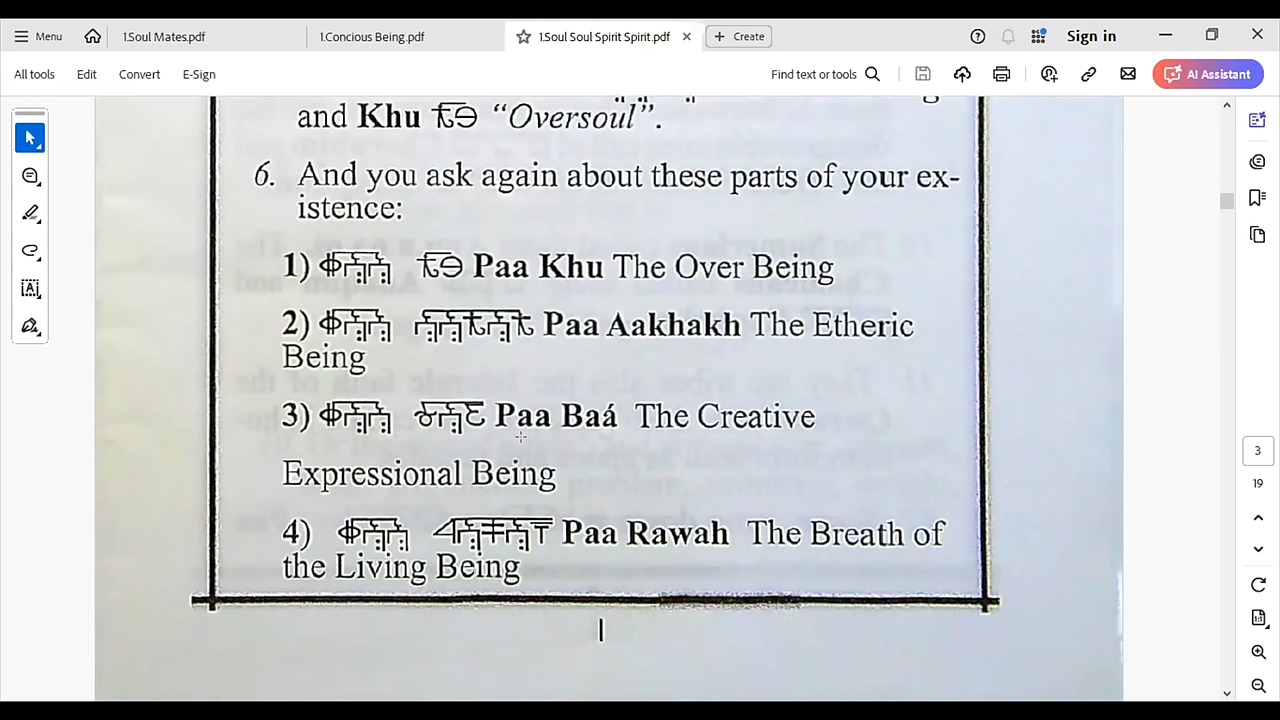 Menu
1.Soul Mates.pdf
1.Concious Being.pdf
1.Soul Soul Spirit Spirit.pdf
Create
Sign in
All tools
Edit
Convert
E-Sign
Find text or tools
AI Assistant
and Khu “Oversoul”.
6. And you ask again about these parts of your ex-
istence:
1) Paa Khu The Over Being
2) Paa Aakhakh The Etheric
Being
3) Paa Baá The Creative
Expressional Being
4) Paa Rawah The Breath of
the Living Being
1
3
19